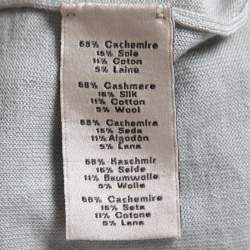 68% Cachemire
16% Soie
11% Coton
5% Laine
68% Cashmere
16% Silk
11% Cotton
5% Wool
68% Cachemira
16% Seda
11% Algodón
5% Lana
68% Kaschmir
16% Seide
11% Baumwolle
5% Wolle
68% Cachemire
16% Seta
11% Cotone
5% Lana